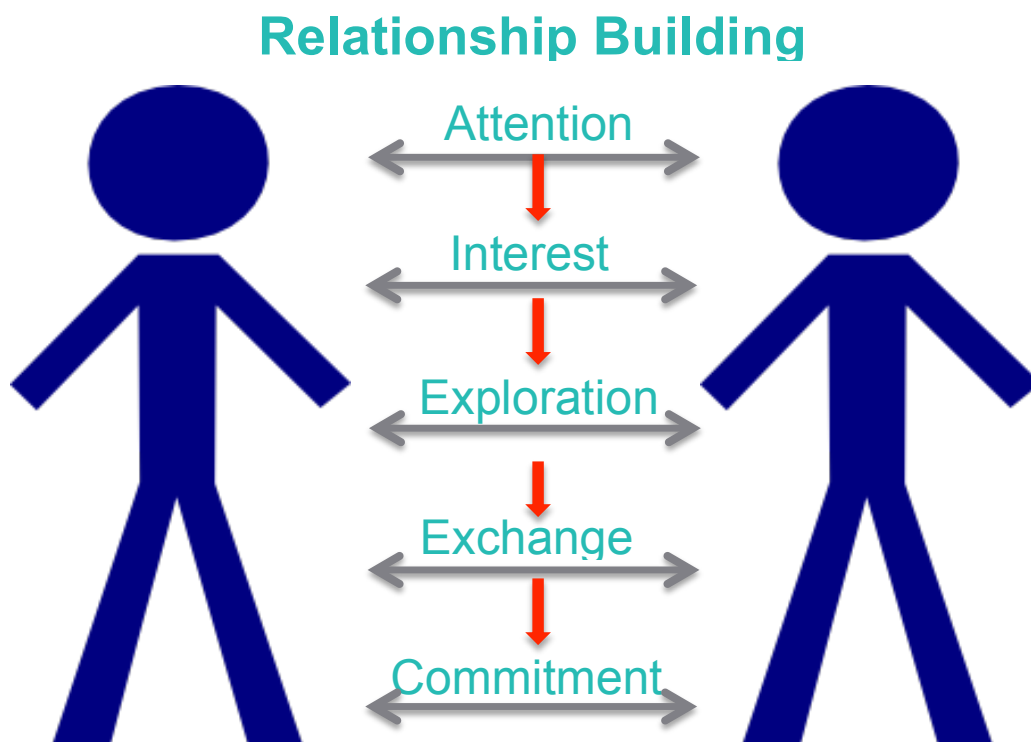 Relationship Building
Attention
Interest
Exploration
Exchange
Commitment